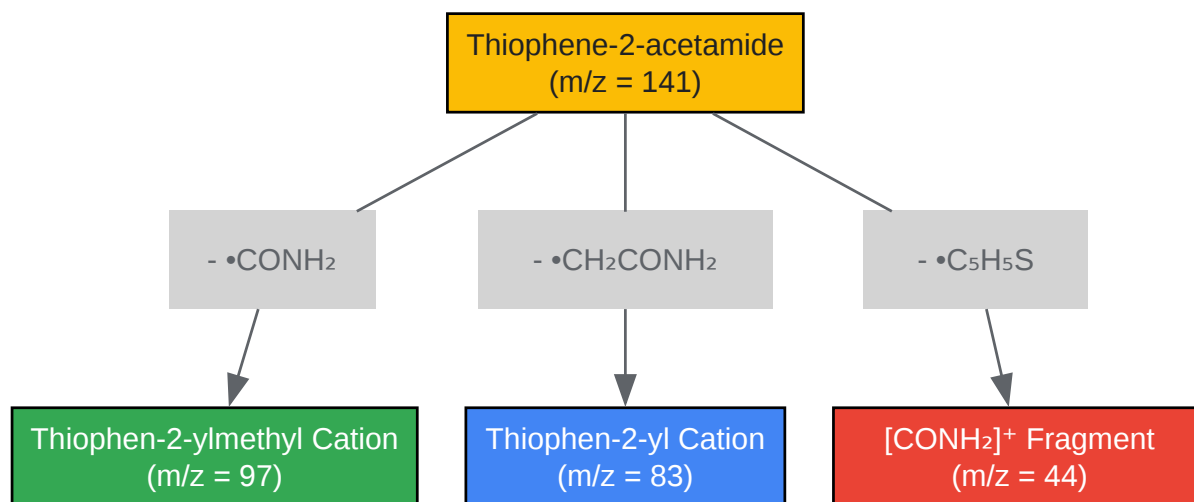 Thiophene-2-acetamide
(m/z = 141)
- •CONH₂
- •CH₂CONH₂
- •C₅H₅S
Thiophen-2-ylmethyl Cation
(m/z = 97)
Thiophen-2-yl Cation
(m/z = 83)
[CONH₂]⁺ Fragment
(m/z = 44)